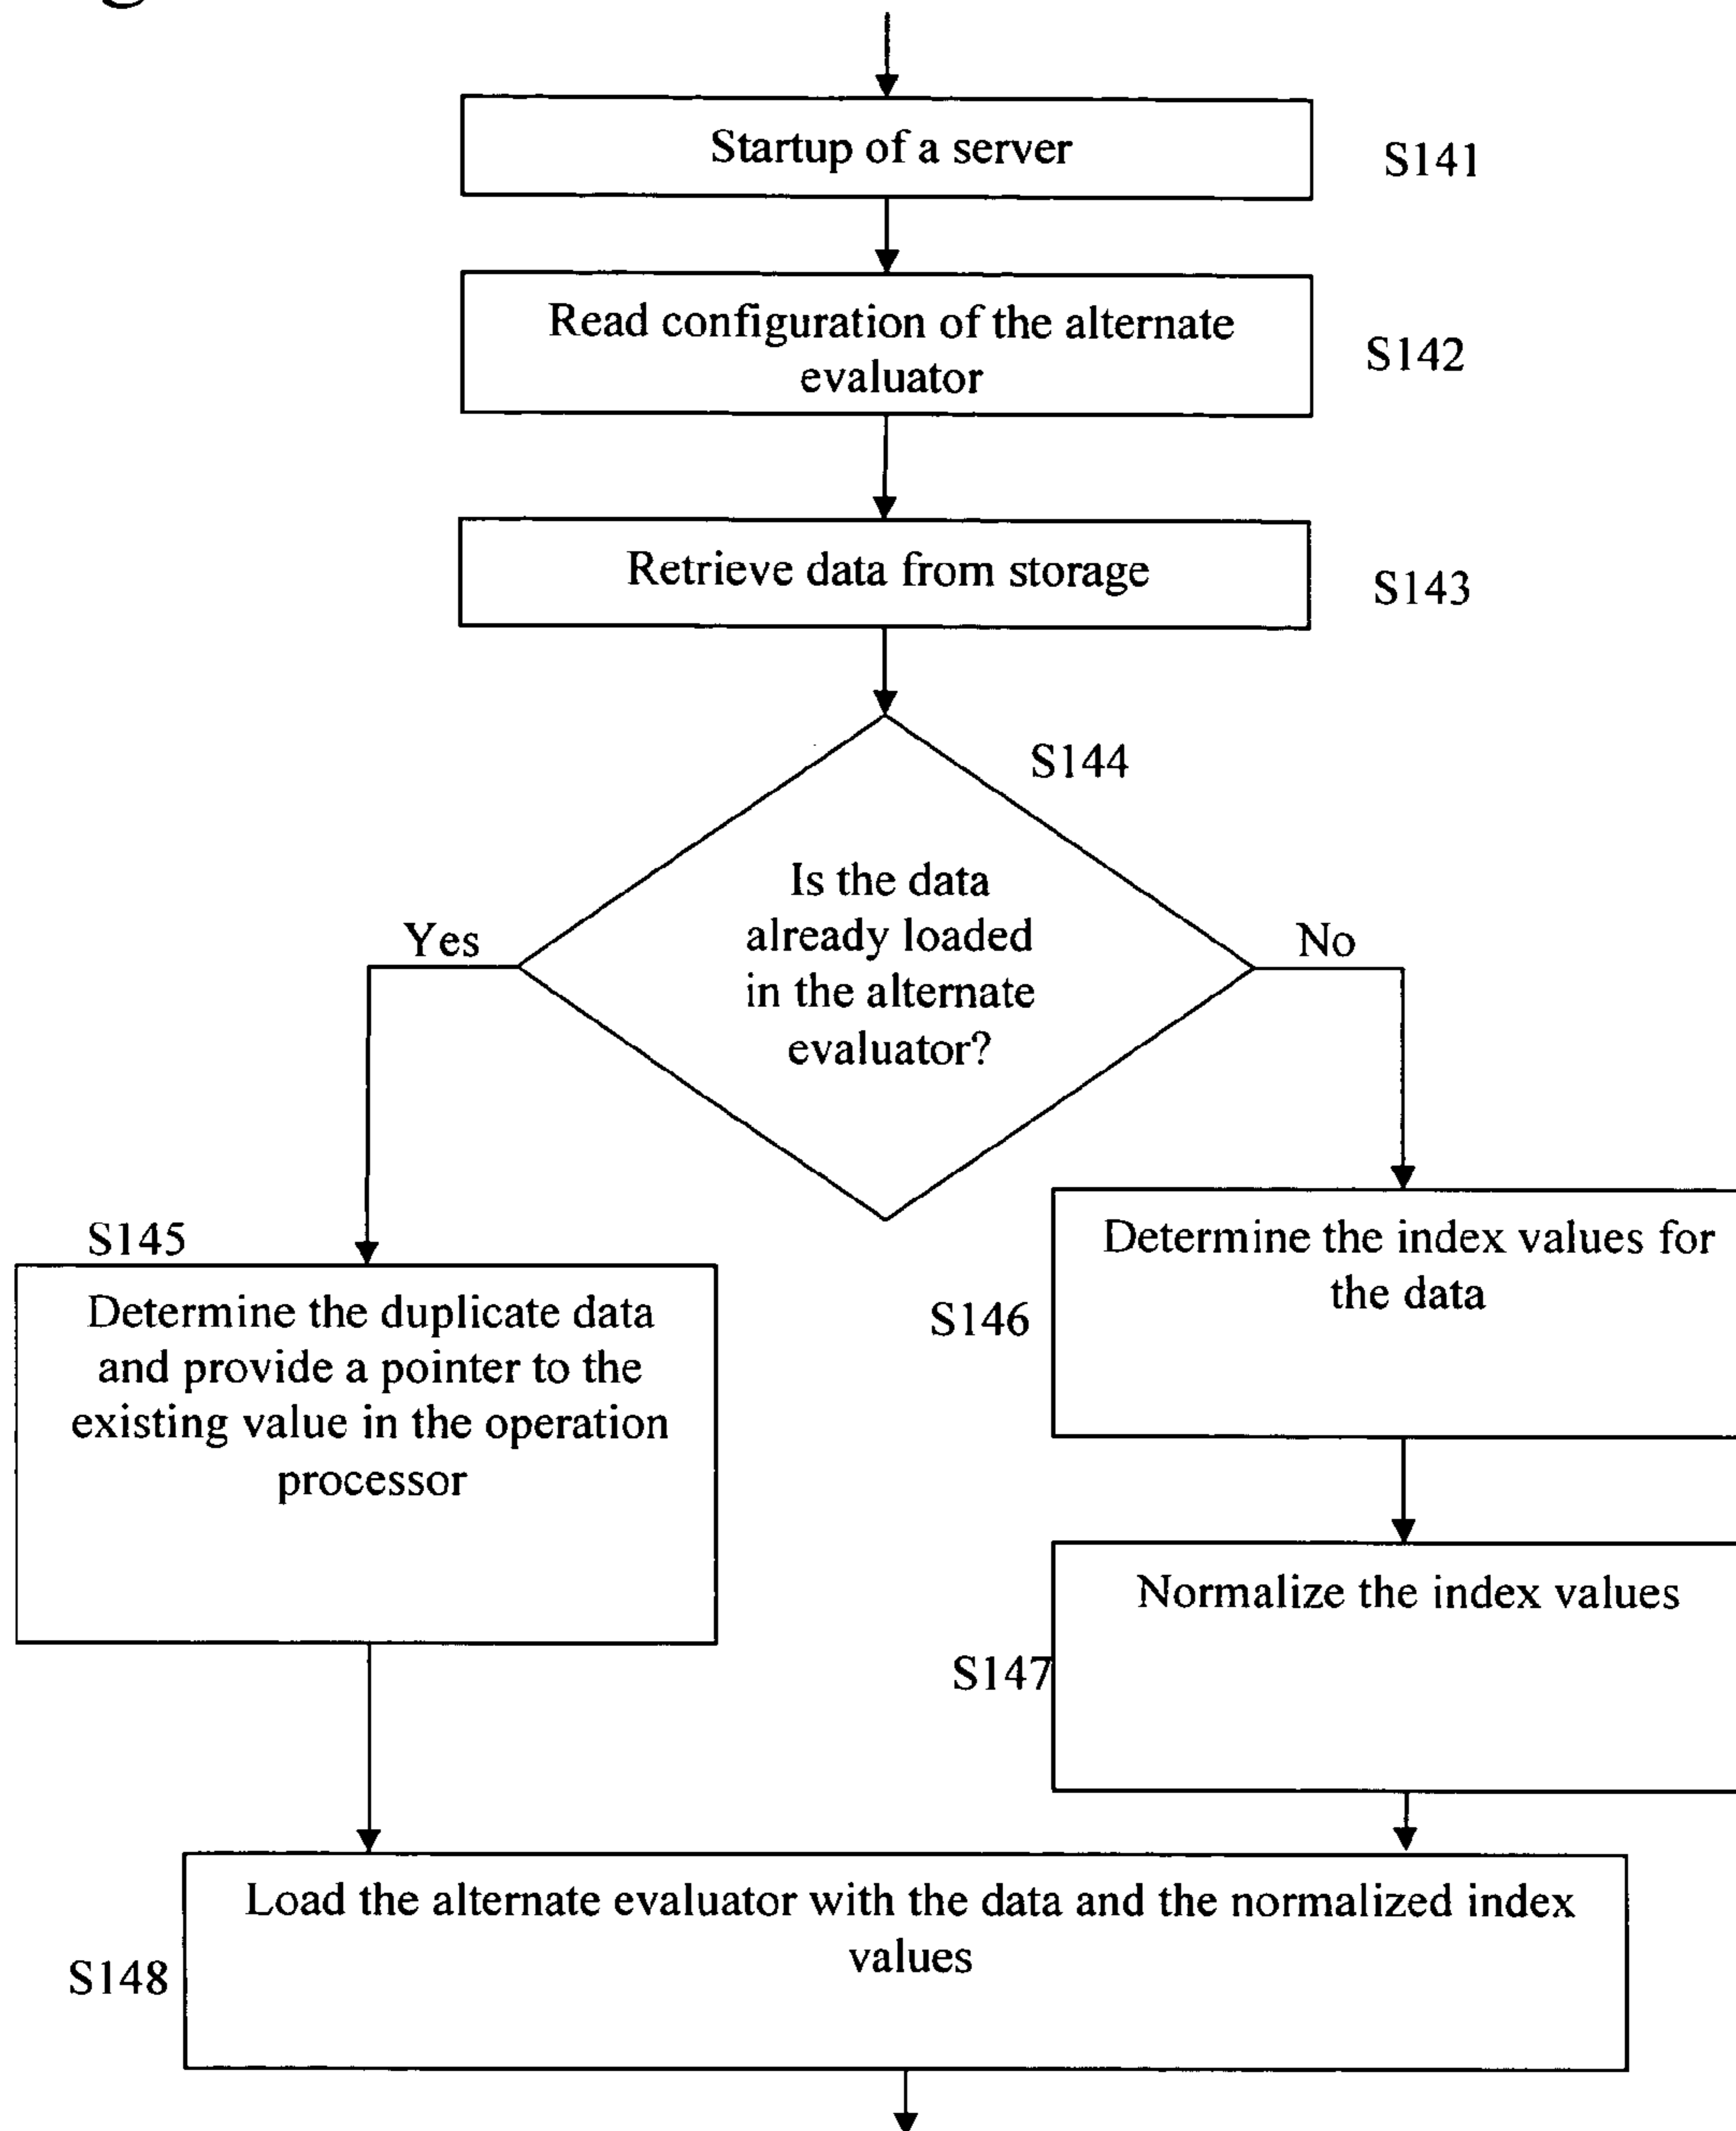 Startup of a server
S141
Read configuration of the alternate
evaluator
S142
Retrieve data from storage
S143
S144
Is the data
already loaded
in the alternate
evaluator?
Yes
No
S145
Determine the duplicate data
and provide a pointer to the
existing value in the operation
processor
Determine the index values for
the data
S146
Normalize the index values
S147
Load the alternate evaluator with the data and the normalized index
values
S148